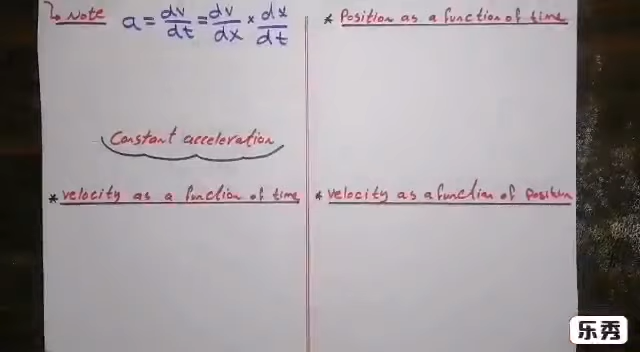 Note a = dv/dt = dv/dx × dx/dt
Constant acceleration
* velocity as a function of time
* Position as a function of time
* velocity as a function of position
乐秀